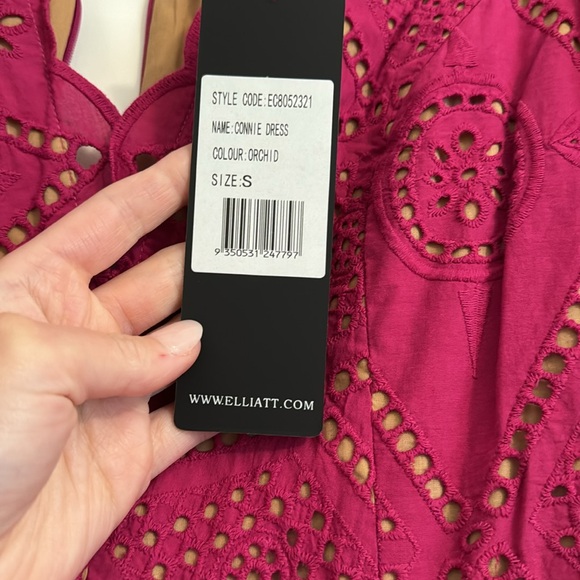 STYLE CODE:EC8052321
NAME:CONNIE DRESS
COLOUR:ORCHID
SIZE:S
9 350531 247797
WWW.ELLIATT.COM